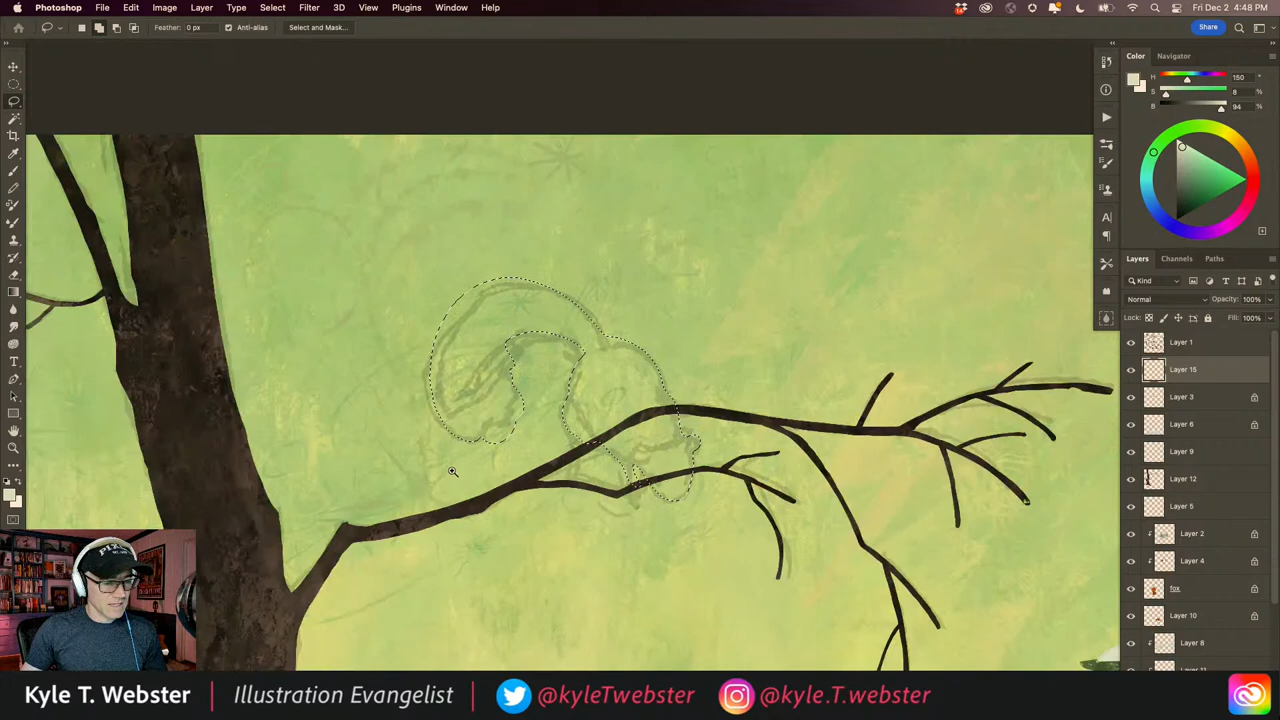 Photoshop File Edit Image Layer Type Select Filter 3D View Plugins Window Help
Fri Dec 2 4:48 PM
Feather: 0 px
Anti-alias
Select and Mask...
Share
Color Navigator
H 150 °
S 8 %
B 94 %
Layers Channels Paths
Kind
Normal Opacity: 100%
Lock: Fill: 100%
Layer 1
Layer 15
Layer 3
Layer 6
Layer 9
Layer 12
Layer 5
Layer 2
Layer 4
fox
Layer 10
Layer 8
Kyle T. Webster | Illustration Evangelist @kyleTwebster | @kyle.T.webster